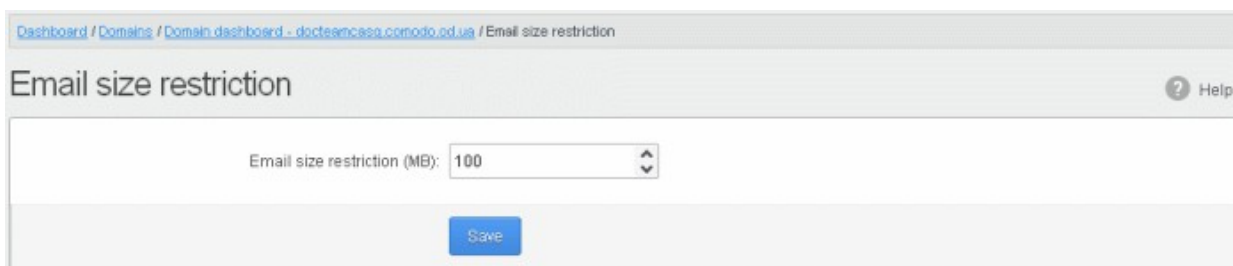 Dashboard / Domains / Domain dashboard - docteamcasg.comodo.od.ua / Email size restriction
Email size restriction
Help
Email size restriction (MB): 100
Save